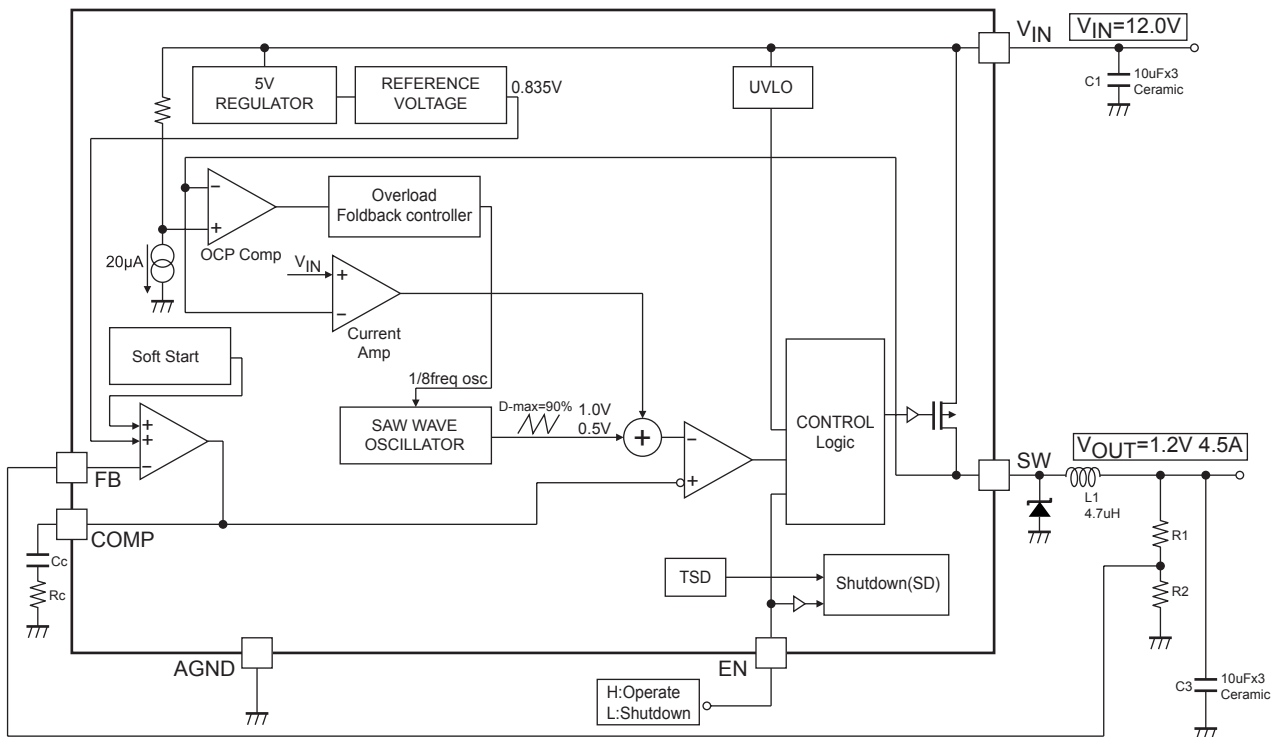 VIN
VIN=12.0V
C1
10uFx3
Ceramic
5V
REGULATOR
REFERENCE
VOLTAGE
0.835V
UVLO
−
+
OCP Comp
Overload
Foldback controller
20μA
VIN
+
−
Current
Amp
Soft Start
1/8freq osc
SAW WAVE
OSCILLATOR
D-max=90%
1.0V
0.5V
+
−
+
CONTROL
Logic
+
+
−
FB
COMP
Cc
Rc
SW
VOUT=1.2V 4.5A
L1
4.7uH
R1
R2
TSD
Shutdown(SD)
AGND
EN
H:Operate
L:Shutdown
C3
10uFx3
Ceramic